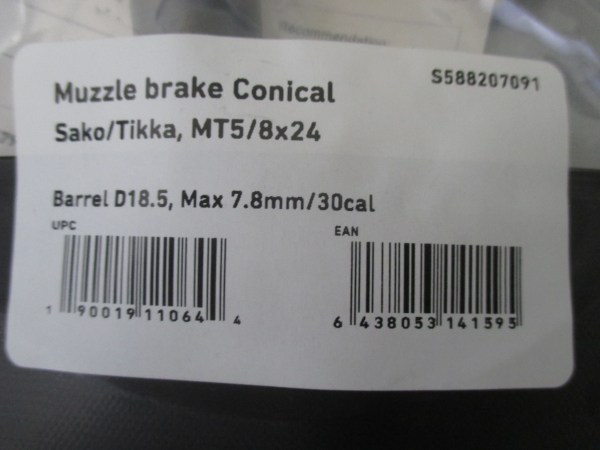 Recommendation
Muzzle brake Conical
S588207091
Sako/Tikka, MT5/8x24
Barrel D18.5, Max 7.8mm/30cal
UPC
EAN
1 90019 11064 4
6 438053 141595